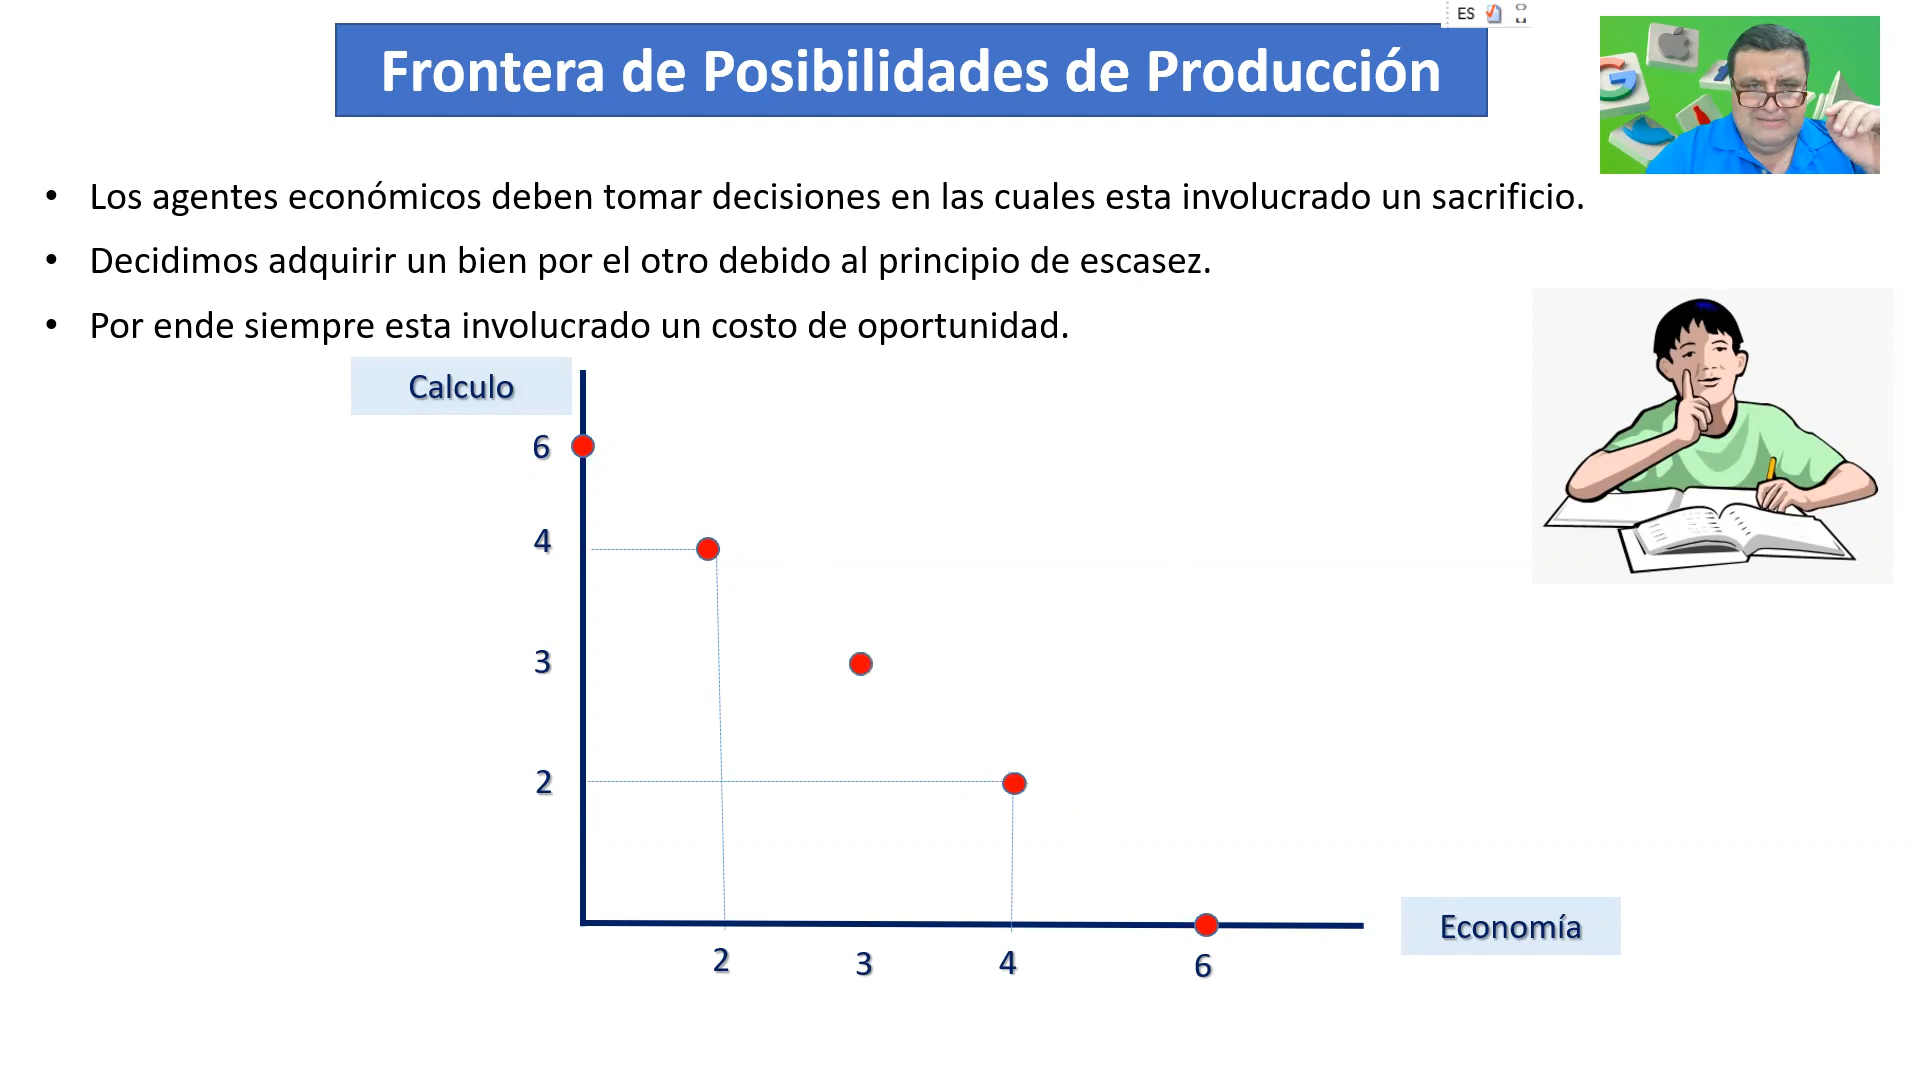 ES
Frontera de Posibilidades de Producción
• Los agentes económicos deben tomar decisiones en las cuales esta involucrado un sacrificio.
• Decidimos adquirir un bien por el otro debido al principio de escasez.
• Por ende siempre esta involucrado un costo de oportunidad.
Calculo
6
4
3
2
Economía
2 3 4 6